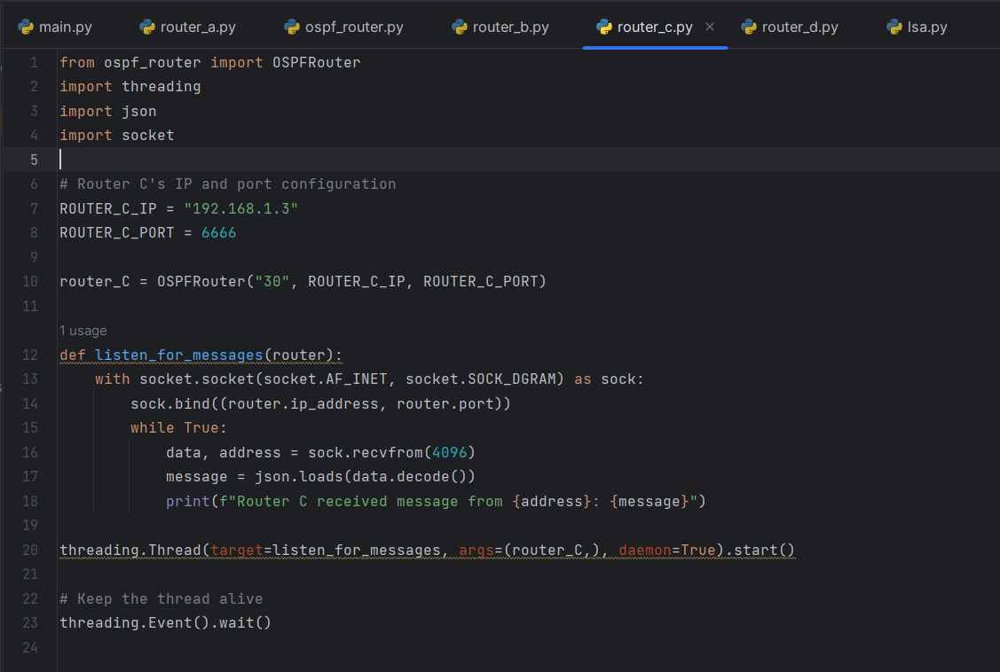 main.py router_a.py ospf_router.py router_b.py router_c.py router_d.py lsa.py
1 from ospf_router import OSPFRouter
2 import threading
3 import json
4 import socket
5
6 # Router C's IP and port configuration
7 ROUTER_C_IP = "192.168.1.3"
8 ROUTER_C_PORT = 6666
9
10 router_C = OSPFRouter("30", ROUTER_C_IP, ROUTER_C_PORT)
11
1 usage
12 def listen_for_messages(router):
13     with socket.socket(socket.AF_INET, socket.SOCK_DGRAM) as sock:
14         sock.bind((router.ip_address, router.port))
15         while True:
16             data, address = sock.recvfrom(4096)
17             message = json.loads(data.decode())
18             print(f"Router C received message from {address}: {message}")
19
20 threading.Thread(target=listen_for_messages, args=(router_C,), daemon=True).start()
21
22 # Keep the thread alive
23 threading.Event().wait()
24